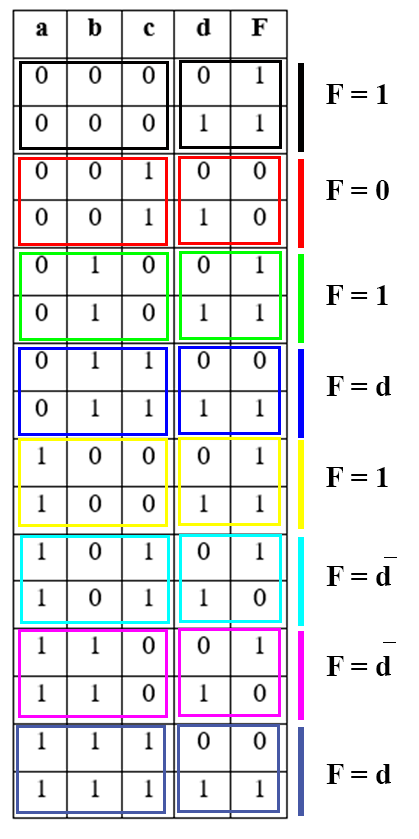 a b c d F
0 0 0 0 1
F = 1
0 0 0 1 1
0 0 1 0 0
F = 0
0 0 1 1 0
0 1 0 0 1
F = 1
0 1 0 1 1
0 1 1 0 0
F = d
0 1 1 1 1
1 0 0 0 1
F = 1
1 0 0 1 1
1 0 1 0 1
F = d̅
1 0 1 1 0
1 1 0 0 1
F = d̅
1 1 0 1 0
1 1 1 0 0
F = d
1 1 1 1 1